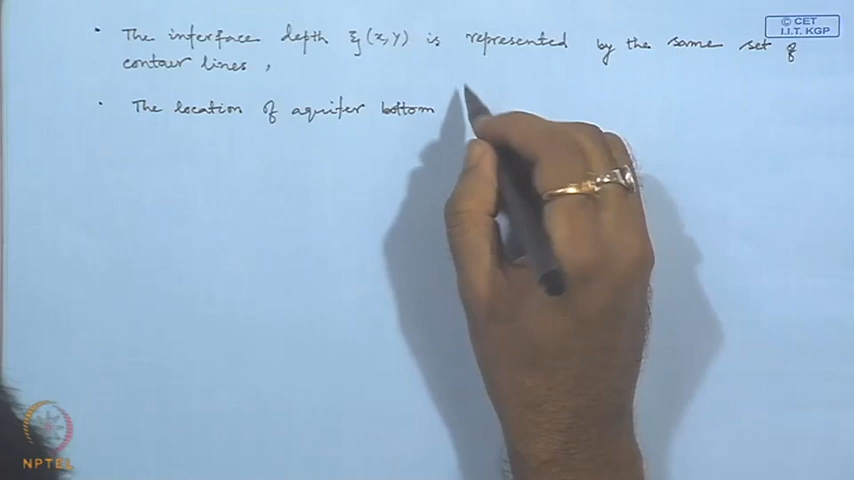 • The interface depth ξ(x,y) is represented by the same set of
contour lines,
• The location of aquifer bottom
© CET
I.I.T. KGP
NPTEL